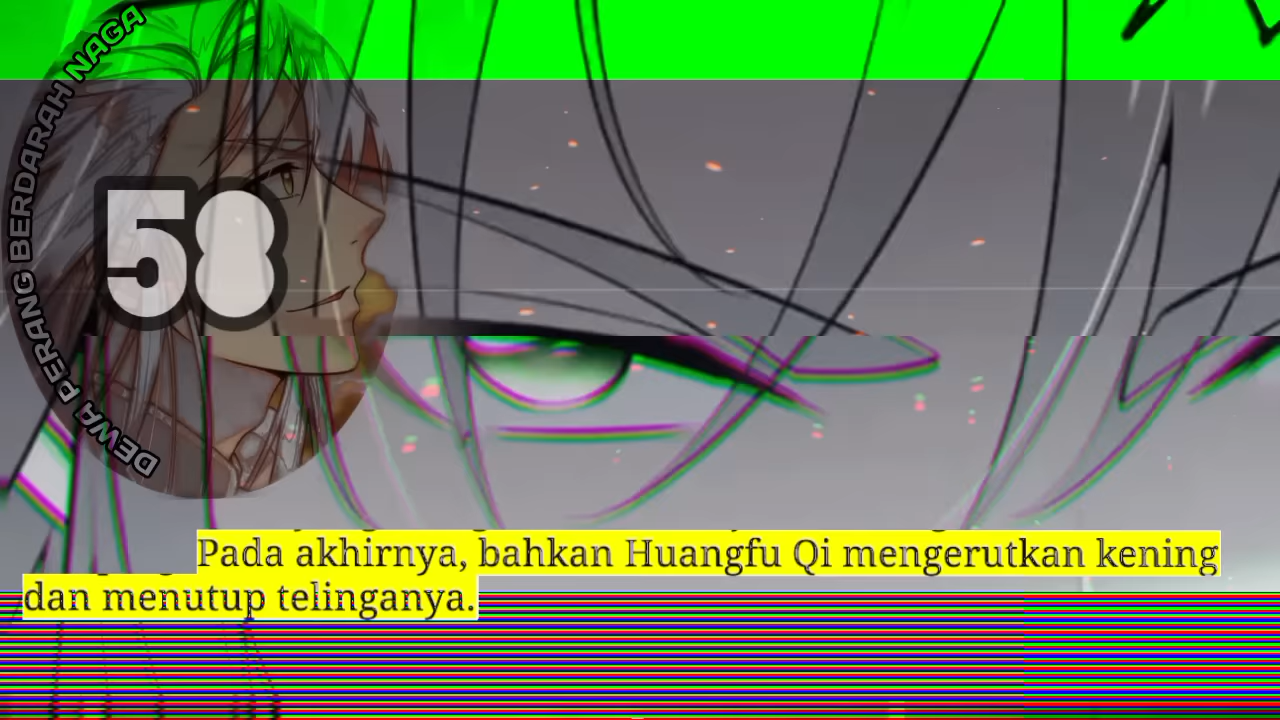 DEWA PERANG BERDARAH NAGA
58
Pada akhirnya, bahkan Huangfu Qi mengerutkan kening
dan menutup telinganya.